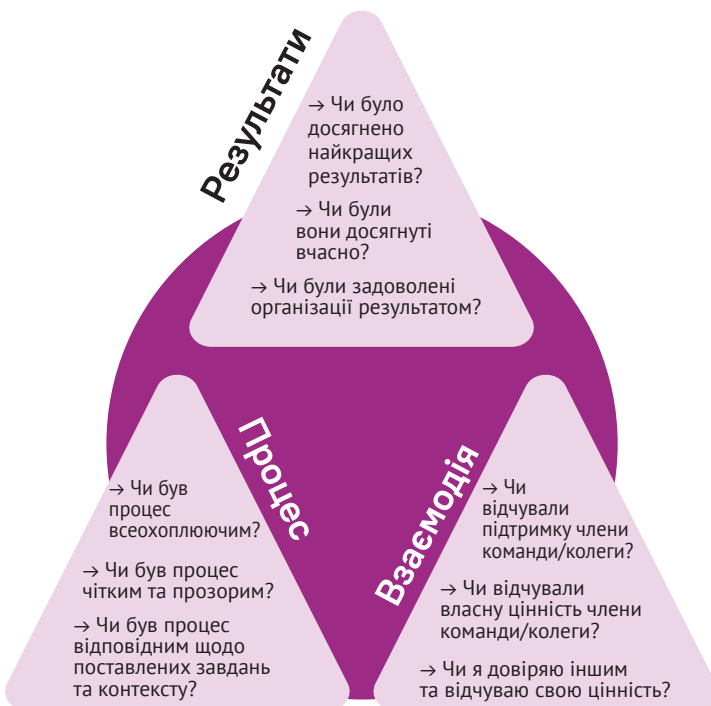 Результати
→ Чи було
досягнено
найкращих
результатів?
→ Чи були
вони досягнуті
вчасно?
→ Чи були задоволені
організації результатом?
Процес
→ Чи був
процес
всеохоплюючим?
→ Чи був процес
чітким та прозорим?
→ Чи був процес
відповідним щодо
поставлених завдань
та контексту?
Взаємодія
→ Чи
відчували
підтримку члени
команди/колеги?
→ Чи відчували
власну цінність члени
команди/колеги?
→ Чи я довіряю іншим
та відчуваю свою цінність?